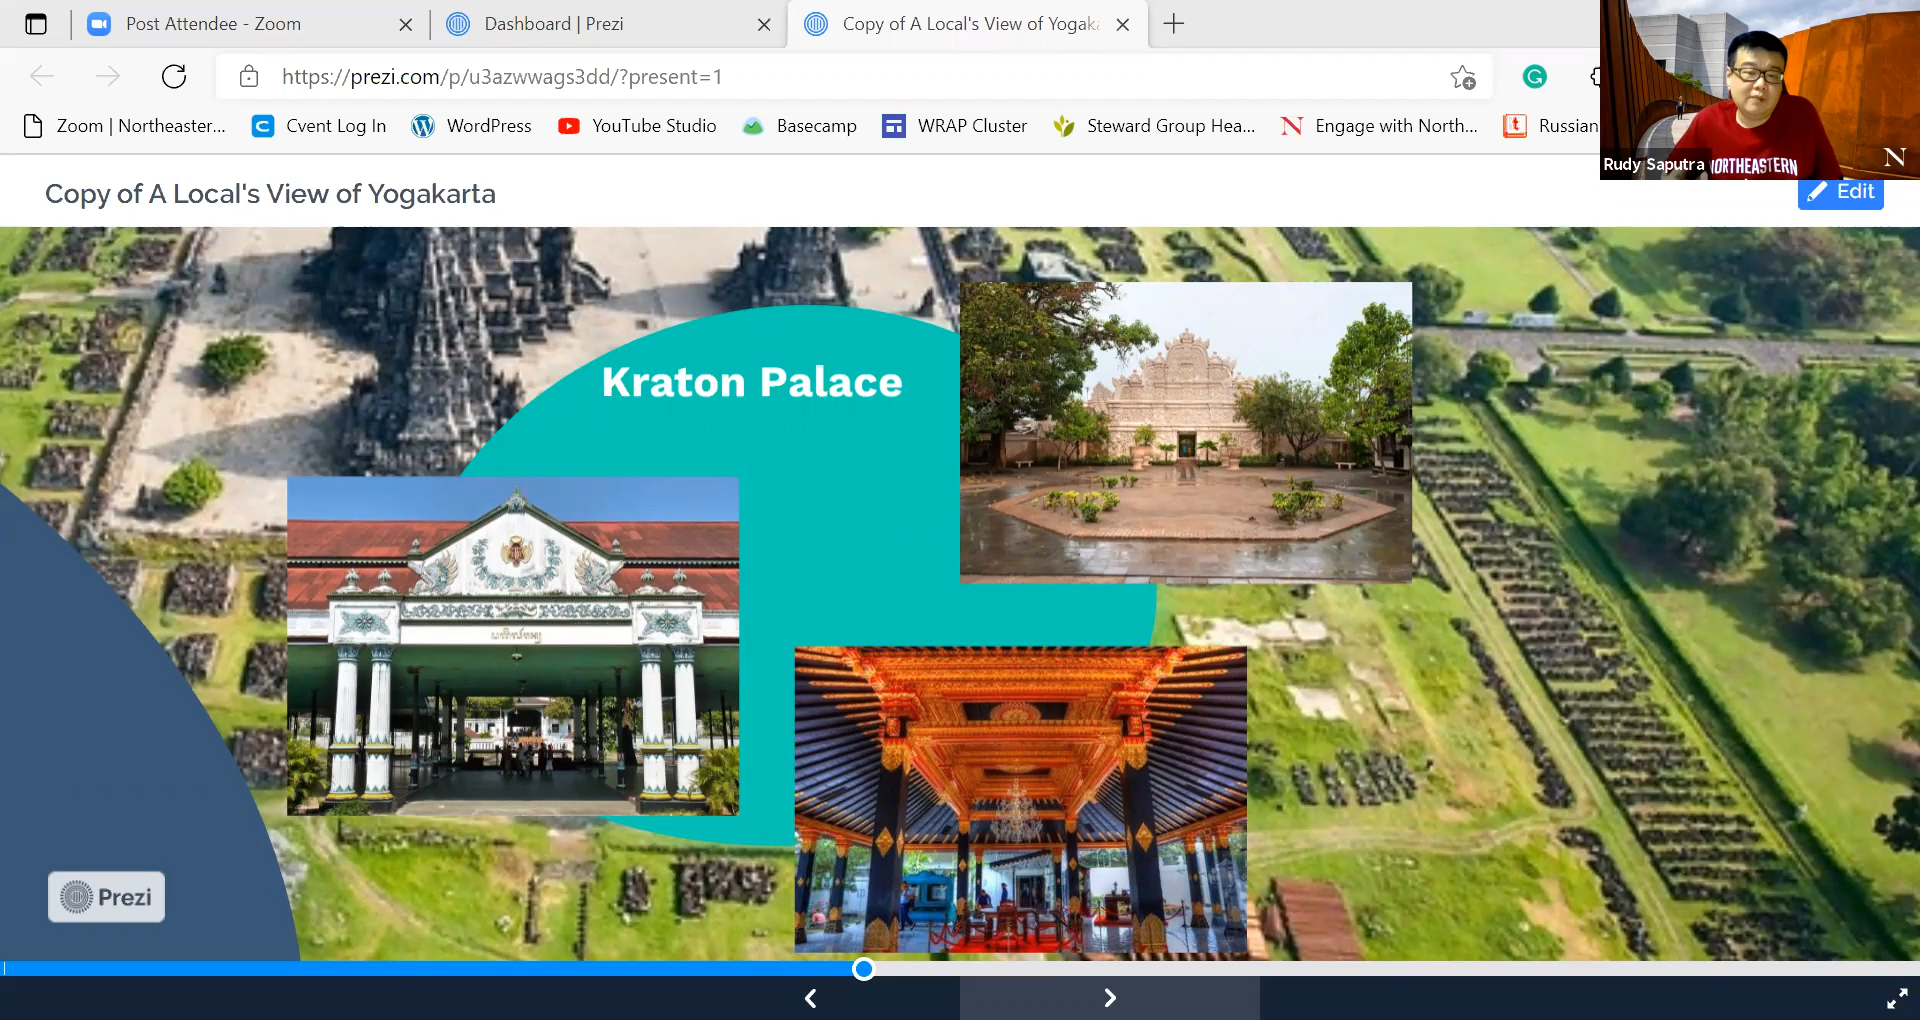 Post Attendee - Zoom
Dashboard | Prezi
Copy of A Local's View of Yogaka
https://prezi.com/p/u3azwwags3dd/?present=1
Zoom | Northeaster...
Cvent Log In
WordPress
YouTube Studio
Basecamp
WRAP Cluster
Steward Group Hea...
Engage with North...
Russian
Rudy Saputra
NORTHEASTERN
N
Copy of A Local's View of Yogakarta
Edit
Kraton Palace
Prezi